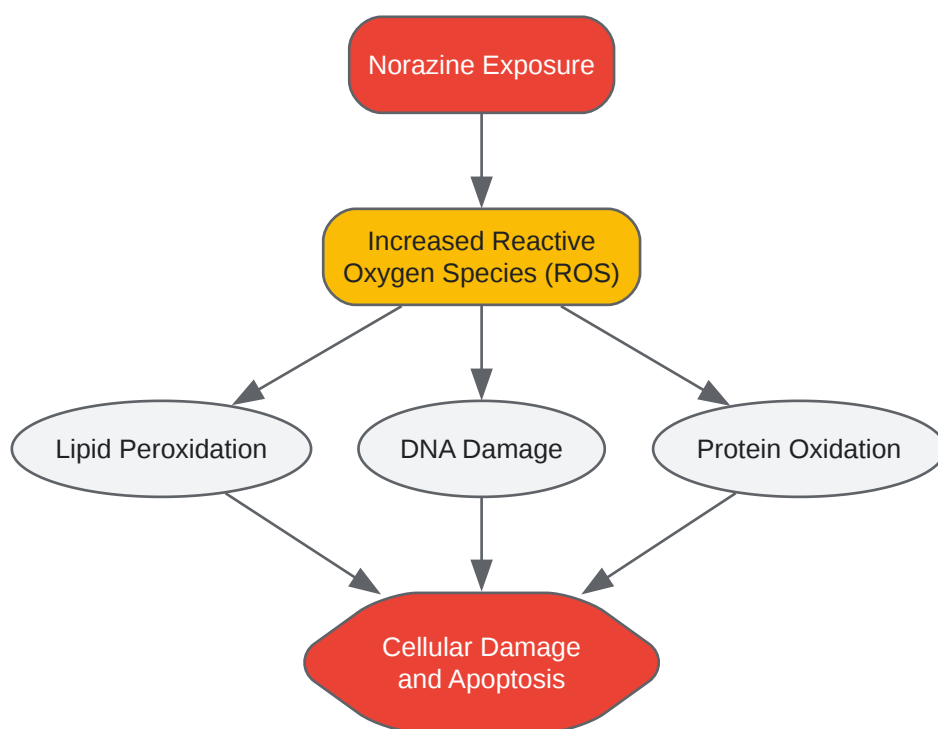 Norazine Exposure
Increased Reactive
Oxygen Species (ROS)
Lipid Peroxidation
DNA Damage
Protein Oxidation
Cellular Damage
and Apoptosis